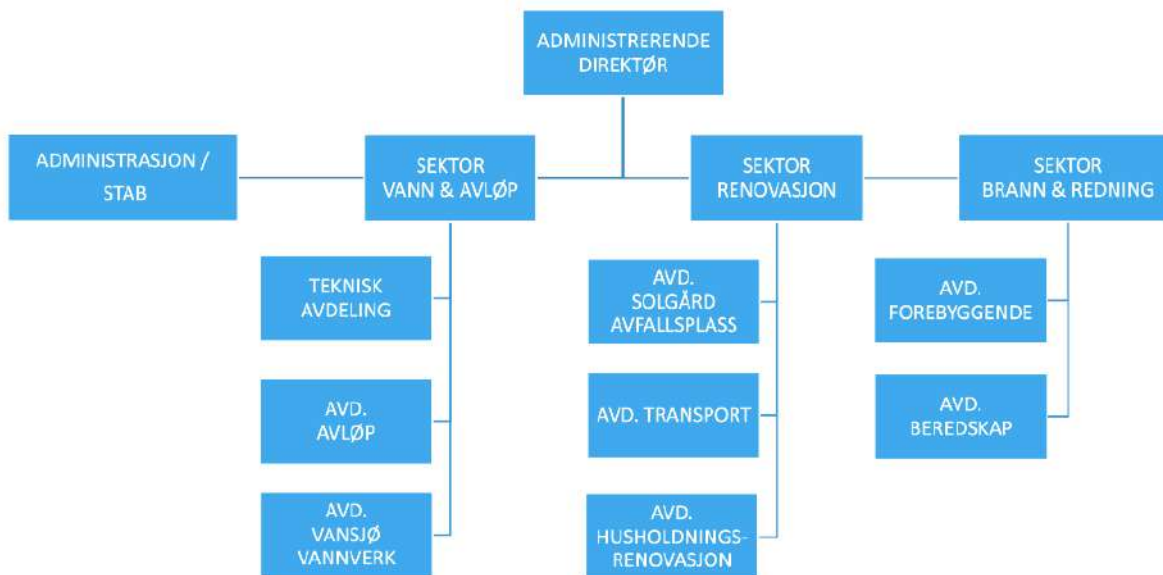 ADMINISTRERENDE
DIREKTØR
ADMINISTRASJON /
STAB
SEKTOR
VANN & AVLØP
SEKTOR
RENOVASJON
SEKTOR
BRANN & REDNING
TEKNISK
AVDELING
AVD.
SOLGÅRD
AVFALLSPLASS
AVD.
FOREBYGGENDE
AVD.
AVLØP
AVD. TRANSPORT
AVD.
BEREDSKAP
AVD.
VANSJØ
VANNVERK
AVD.
HUSHOLDNINGS-
RENOVASJON